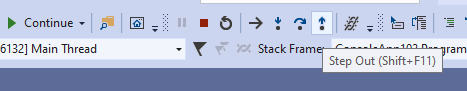 Continue
6132] Main Thread
Stack Frame:
Step Out (Shift+F11)